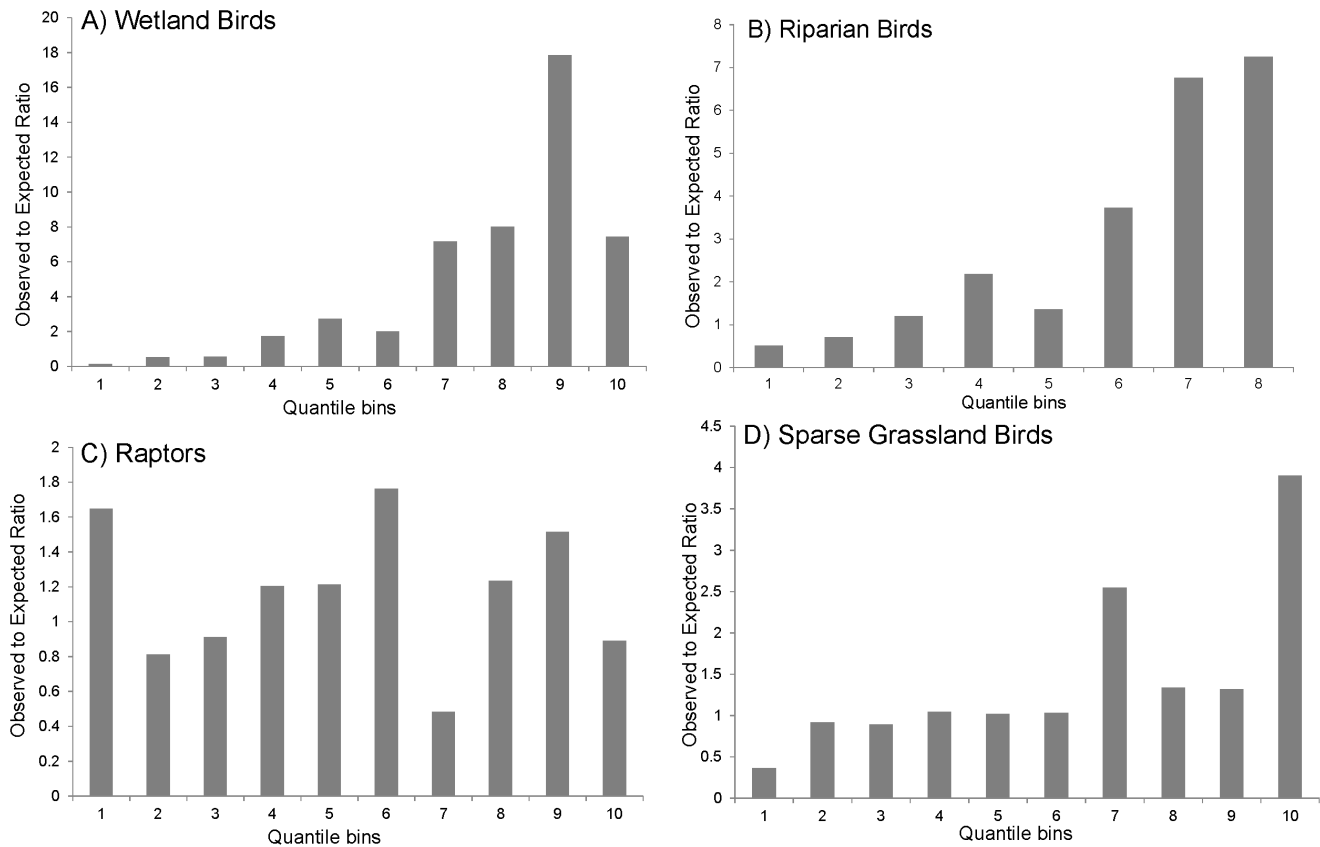 A) Wetland Birds
Observed to Expected Ratio
20
18
16
14
12
10
8
6
4
2
0
1 2 3 4 5 6 7 8 9 10
Quantile bins
B) Riparian Birds
Observed to Expected Ratio
8
7
6
5
4
3
2
1
0
1 2 3 4 5 6 7 8
Quantile bins
C) Raptors
Observed to Expected Ratio
2
1.8
1.6
1.4
1.2
1
0.8
0.6
0.4
0.2
0
1 2 3 4 5 6 7 8 9 10
Quantile bins
D) Sparse Grassland Birds
Observed to Expected Ratio
4.5
4
3.5
3
2.5
2
1.5
1
0.5
0
1 2 3 4 5 6 7 8 9 10
Quantile bins